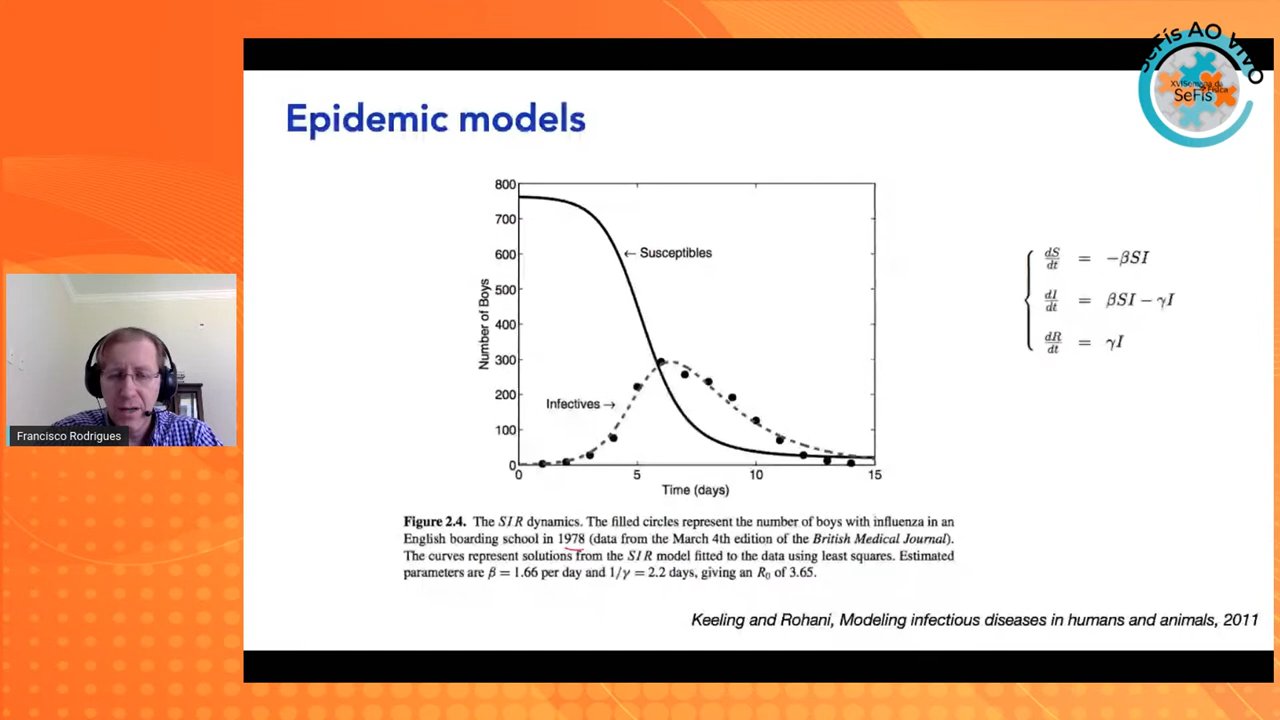 SeFís AO VIVO
XVI Semana da
Física
SeFís
Epidemic models
800
700
600
500
400
300
200
100
0
Number of Boys
← Susceptibles
Infectives →
0 5 10 15
Time (days)
dS/dt = −βSI
dI/dt = βSI − γI
dR/dt = γI
Francisco Rodrigues
Figure 2.4. The SIR dynamics. The filled circles represent the number of boys with influenza in an
English boarding school in 1978 (data from the March 4th edition of the British Medical Journal).
The curves represent solutions from the SIR model fitted to the data using least squares. Estimated
parameters are β = 1.66 per day and 1/γ = 2.2 days, giving an R₀ of 3.65.
Keeling and Rohani, Modeling infectious diseases in humans and animals, 2011